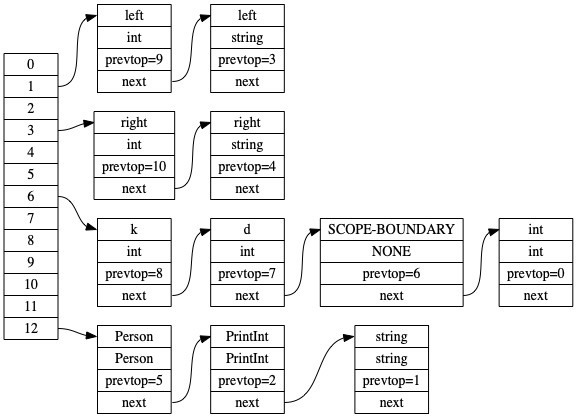 0
1
2
3
4
5
6
7
8
9
10
11
12
left
int
prevtop=9
next
left
string
prevtop=3
next
right
int
prevtop=10
next
right
string
prevtop=4
next
k
int
prevtop=8
next
d
int
prevtop=7
next
SCOPE-BOUNDARY
NONE
prevtop=6
next
int
int
prevtop=0
next
Person
Person
prevtop=5
next
PrintInt
PrintInt
prevtop=2
next
string
string
prevtop=1
next